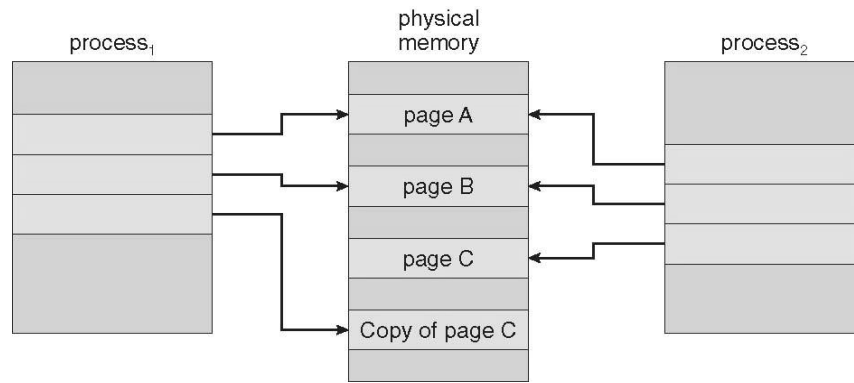 process₁
physical
memory
process₂
page A
page B
page C
Copy of page C